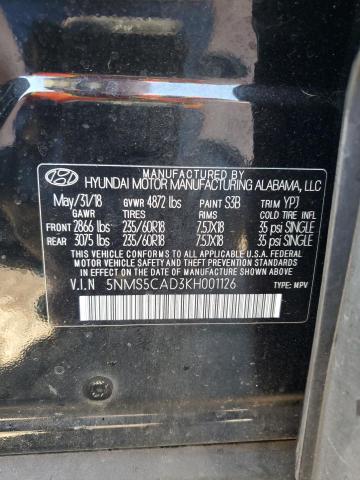 MANUFACTURED BY
HYUNDAI MOTOR MANUFACTURING ALABAMA, LLC
May/31/18 GVWR 4872 lbs PAINT S3B TRIM YPJ
GAWR TIRES RIMS COLD TIRE INFL
FRONT 2866 lbs 235/60R18 7.5JX18 35 psi SINGLE
REAR 3075 lbs 235/60R18 7.5JX18 35 psi SINGLE
THIS VEHICLE CONFORMS TO ALL APPLICABLE
U.S. FEDERAL MOTOR VEHICLE SAFETY AND
THEFT PREVENTION STANDARDS IN EFFECT ON
THE DATE OF MANUFACTURE SHOWN ABOVE.
V.I.N 5NMS5CAD3KH001126 TYPE: MPV